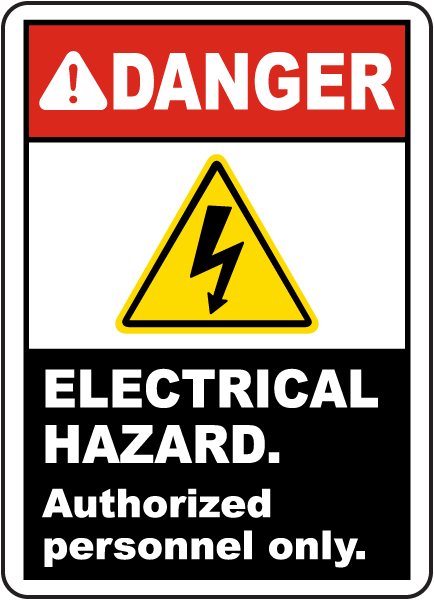 DANGER
ELECTRICAL
HAZARD.
Authorized
personnel only.